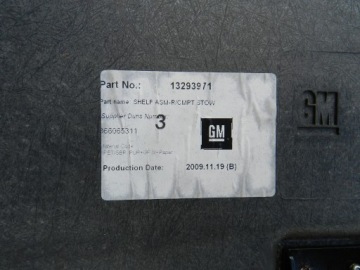 Part No.: 13293971
Part Name: SHELF ASM-R/CMPT STOW
Supplier Duns Number
3
GM
GM
Production Date: 2009.11.19 (B)